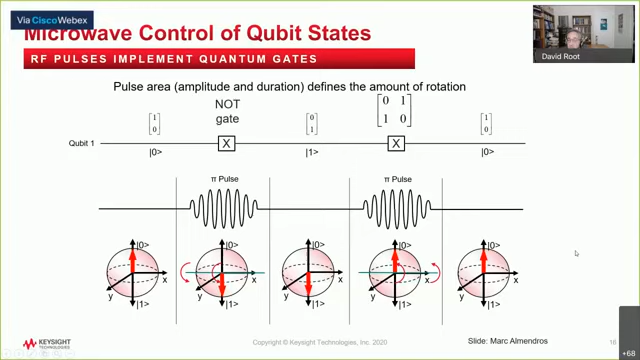 Via CiscoWebex
Microwave Control of Qubit States
RF PULSES IMPLEMENT QUANTUM GATES
David Root
Pulse area (amplitude and duration) defines the amount of rotation
NOT
gate
[1 0]
[0 1]
[0 1
1 0]
[1 0]
Qubit 1
X
X
|0>
|1>
|0>
π Pulse
π Pulse
|0>
|0>
|0>
|0>
|0>
x
x
x
x
x
y
y
y
y
y
|1>
|1>
|1>
|1>
|1>
KEYSIGHT
TECHNOLOGIES
Copyright © Keysight Technologies, Inc. 2020
Slide: Marc Almendros
16
+68